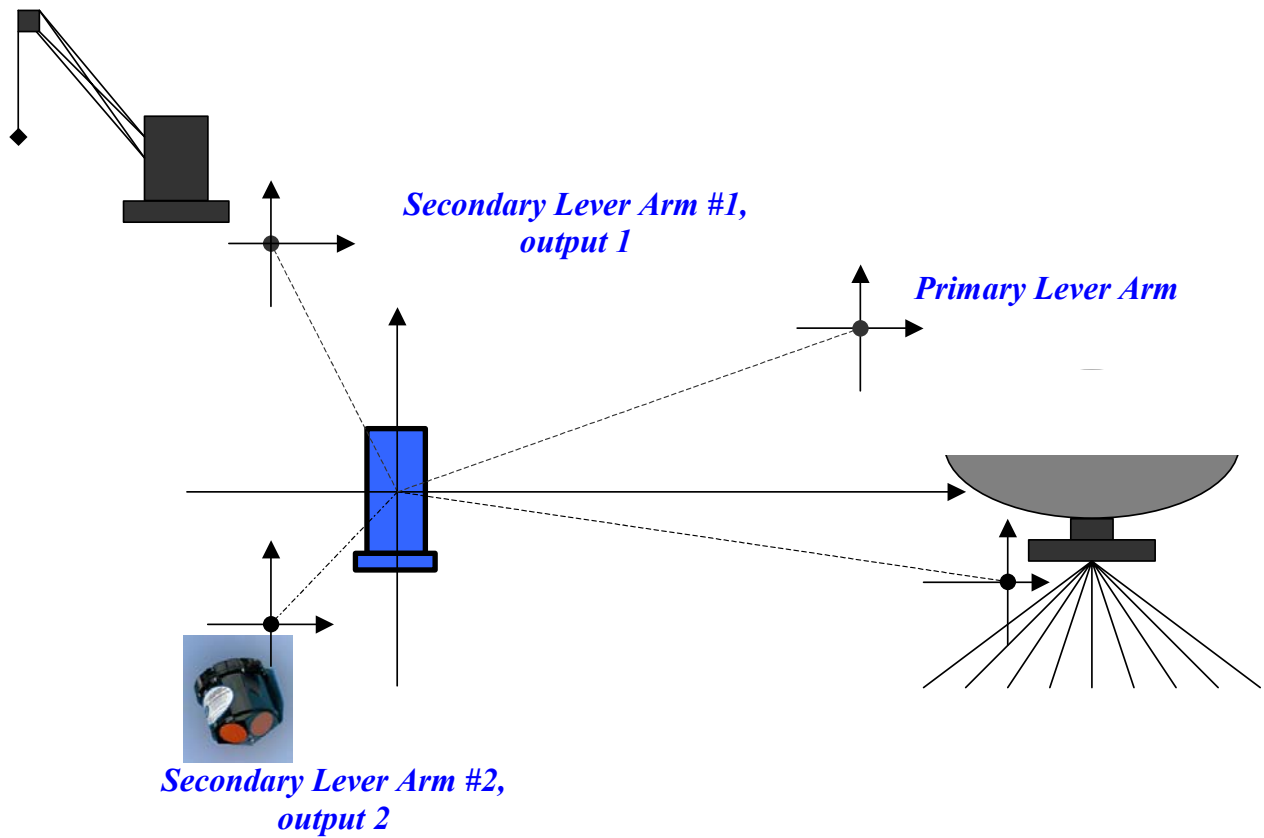 Secondary Lever Arm #1,
output 1
Primary Lever Arm
Secondary Lever Arm #2,
output 2